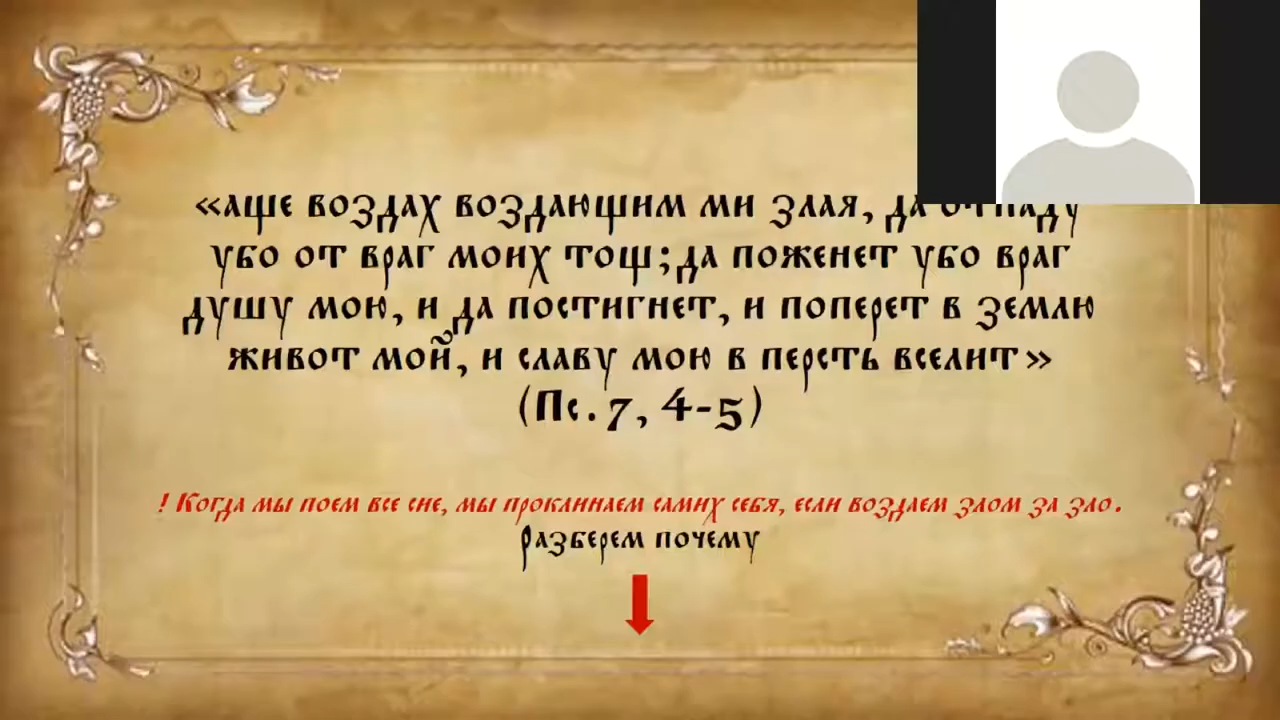 «аще воздах воздающим ми злая, да отпаду
убо от враг моих тощ;да поженет убо враг
душу мою, и да постигнет, и поперет в землю
живот мой, и славу мою в персть вселит»
(Пс. 7, 4-5)
! Когда мы поем все сие, мы проклинаем самих себя, если воздаем злом за зло.
Разберем почему